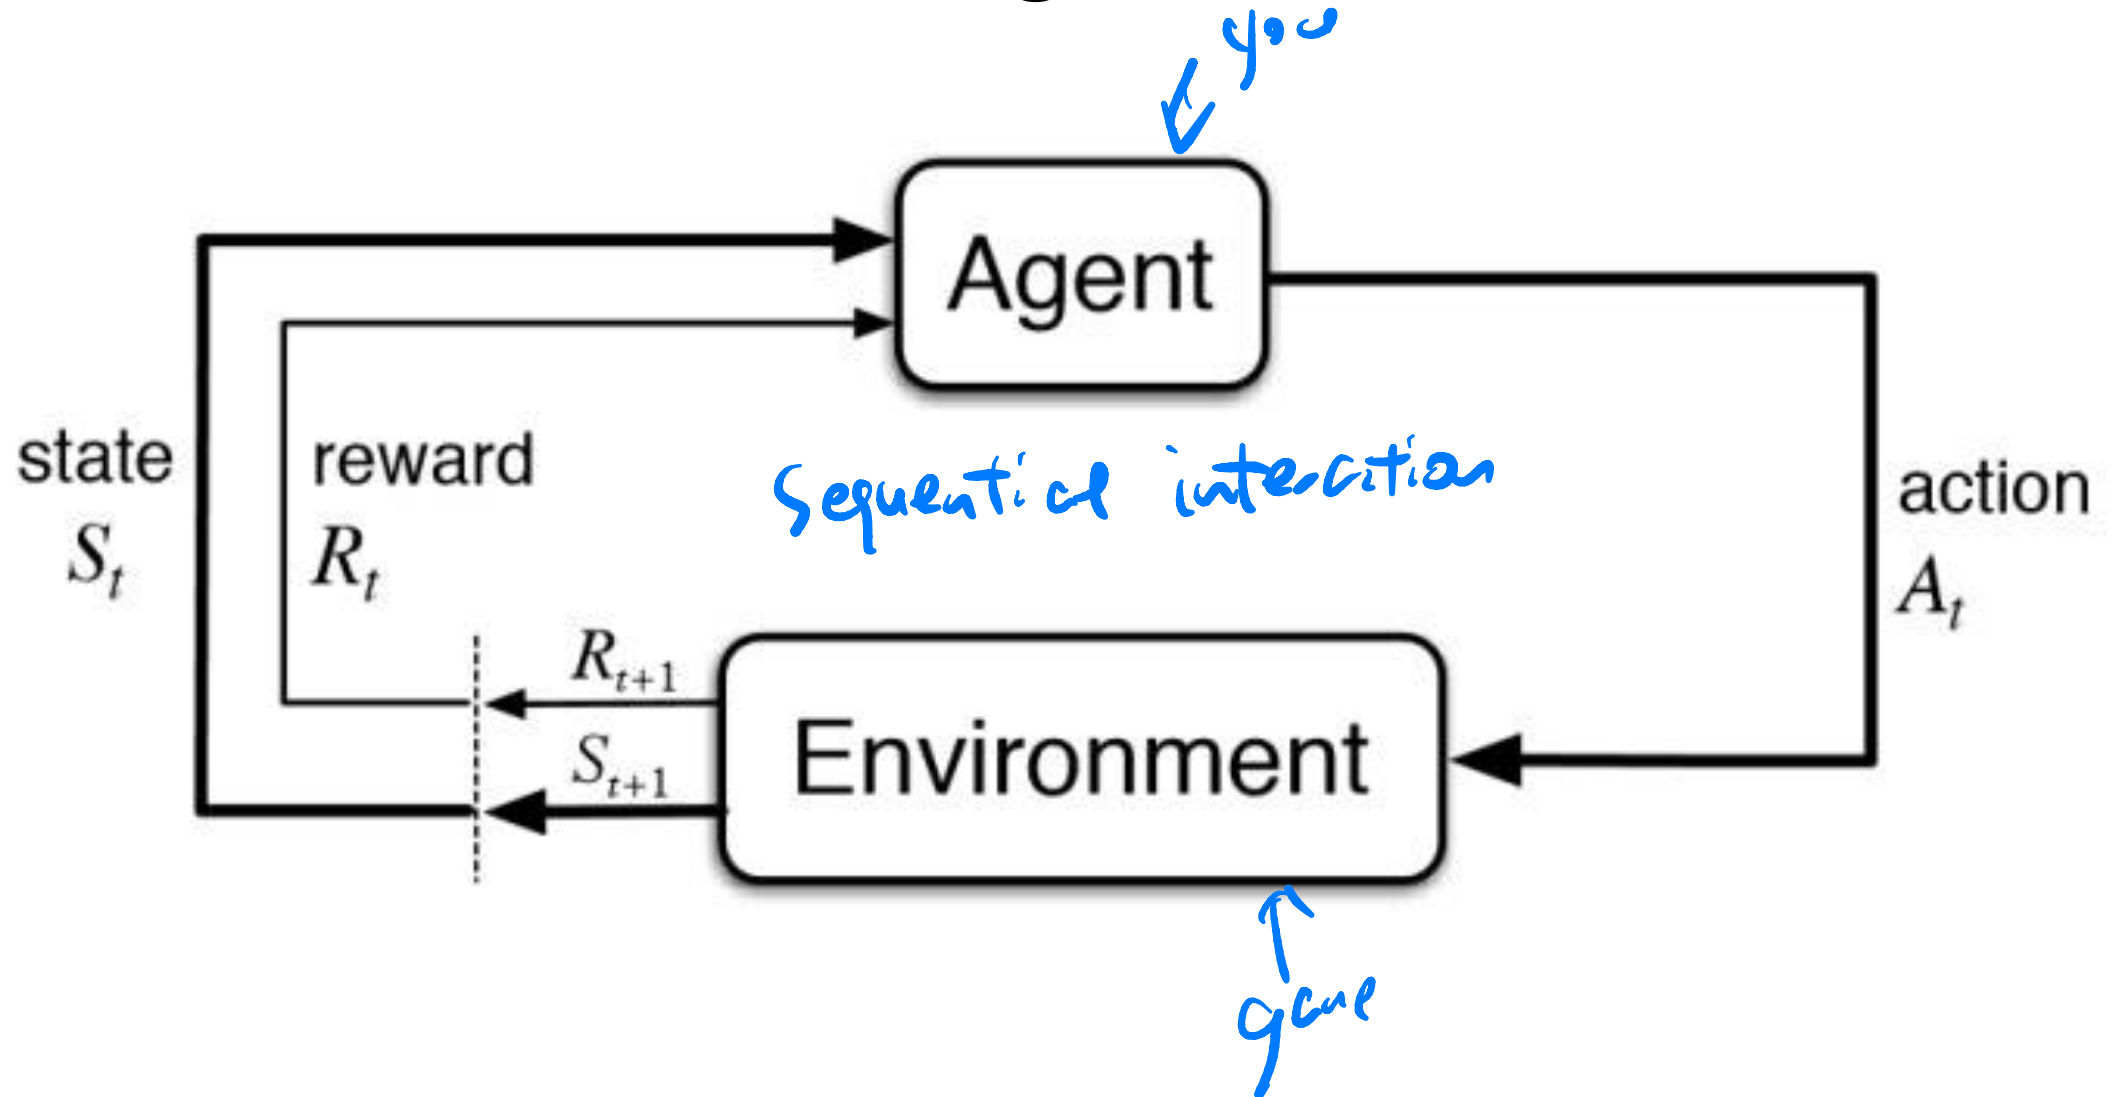 you
Agent
state
S_t
reward
R_t
Sequential interaction
action
A_t
R_{t+1}
S_{t+1}
Environment
game